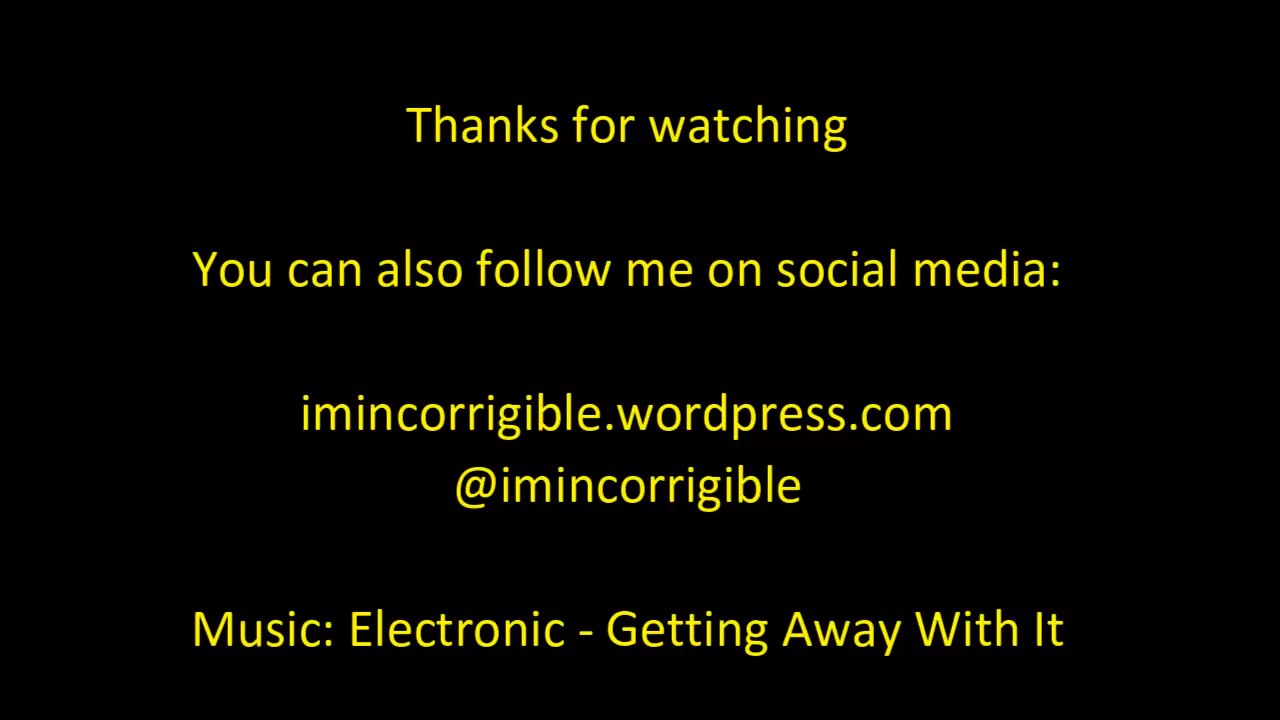 Thanks for watching
You can also follow me on social media:
imincorrigible.wordpress.com
@imincorrigible
Music: Electronic - Getting Away With It